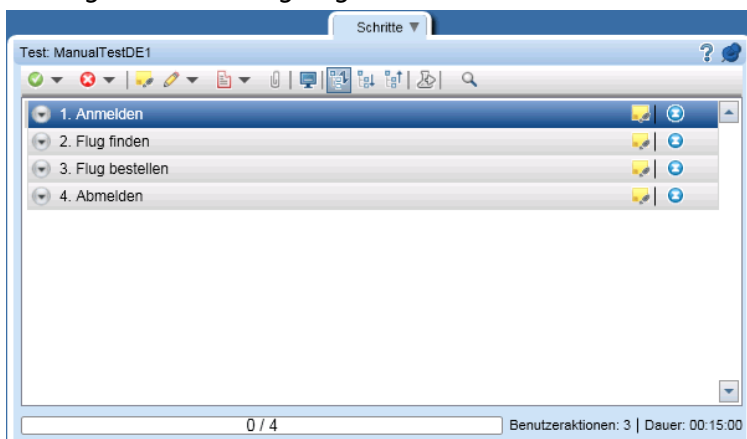 Schritte
Test: ManualTestDE1
1. Anmelden
2. Flug finden
3. Flug bestellen
4. Abmelden
0 / 4
Benutzeraktionen: 3 | Dauer: 00:15:00